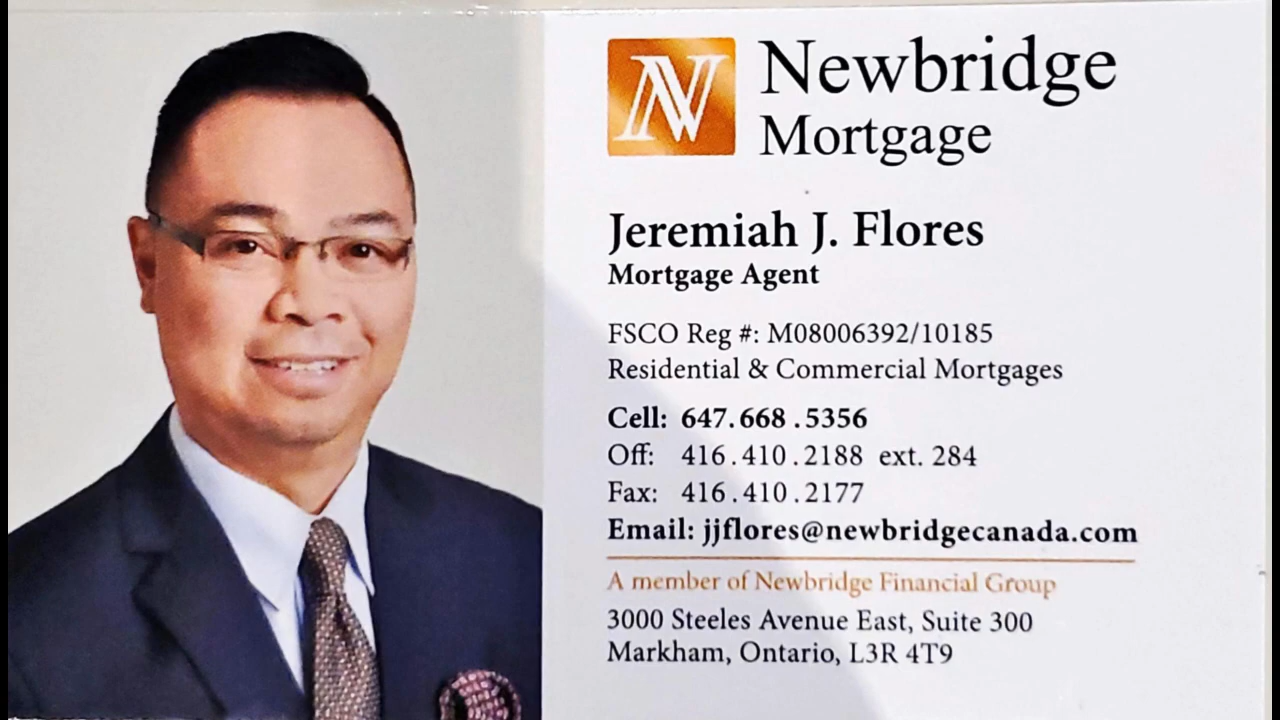 N
Newbridge
Mortgage
Jeremiah J. Flores
Mortgage Agent
FSCO Reg #: M08006392/10185
Residential & Commercial Mortgages
Cell: 647.668.5356
Off: 416.410.2188 ext. 284
Fax: 416.410.2177
Email: jjflores@newbridgecanada.com
A member of Newbridge Financial Group
3000 Steeles Avenue East, Suite 300
Markham, Ontario, L3R 4T9